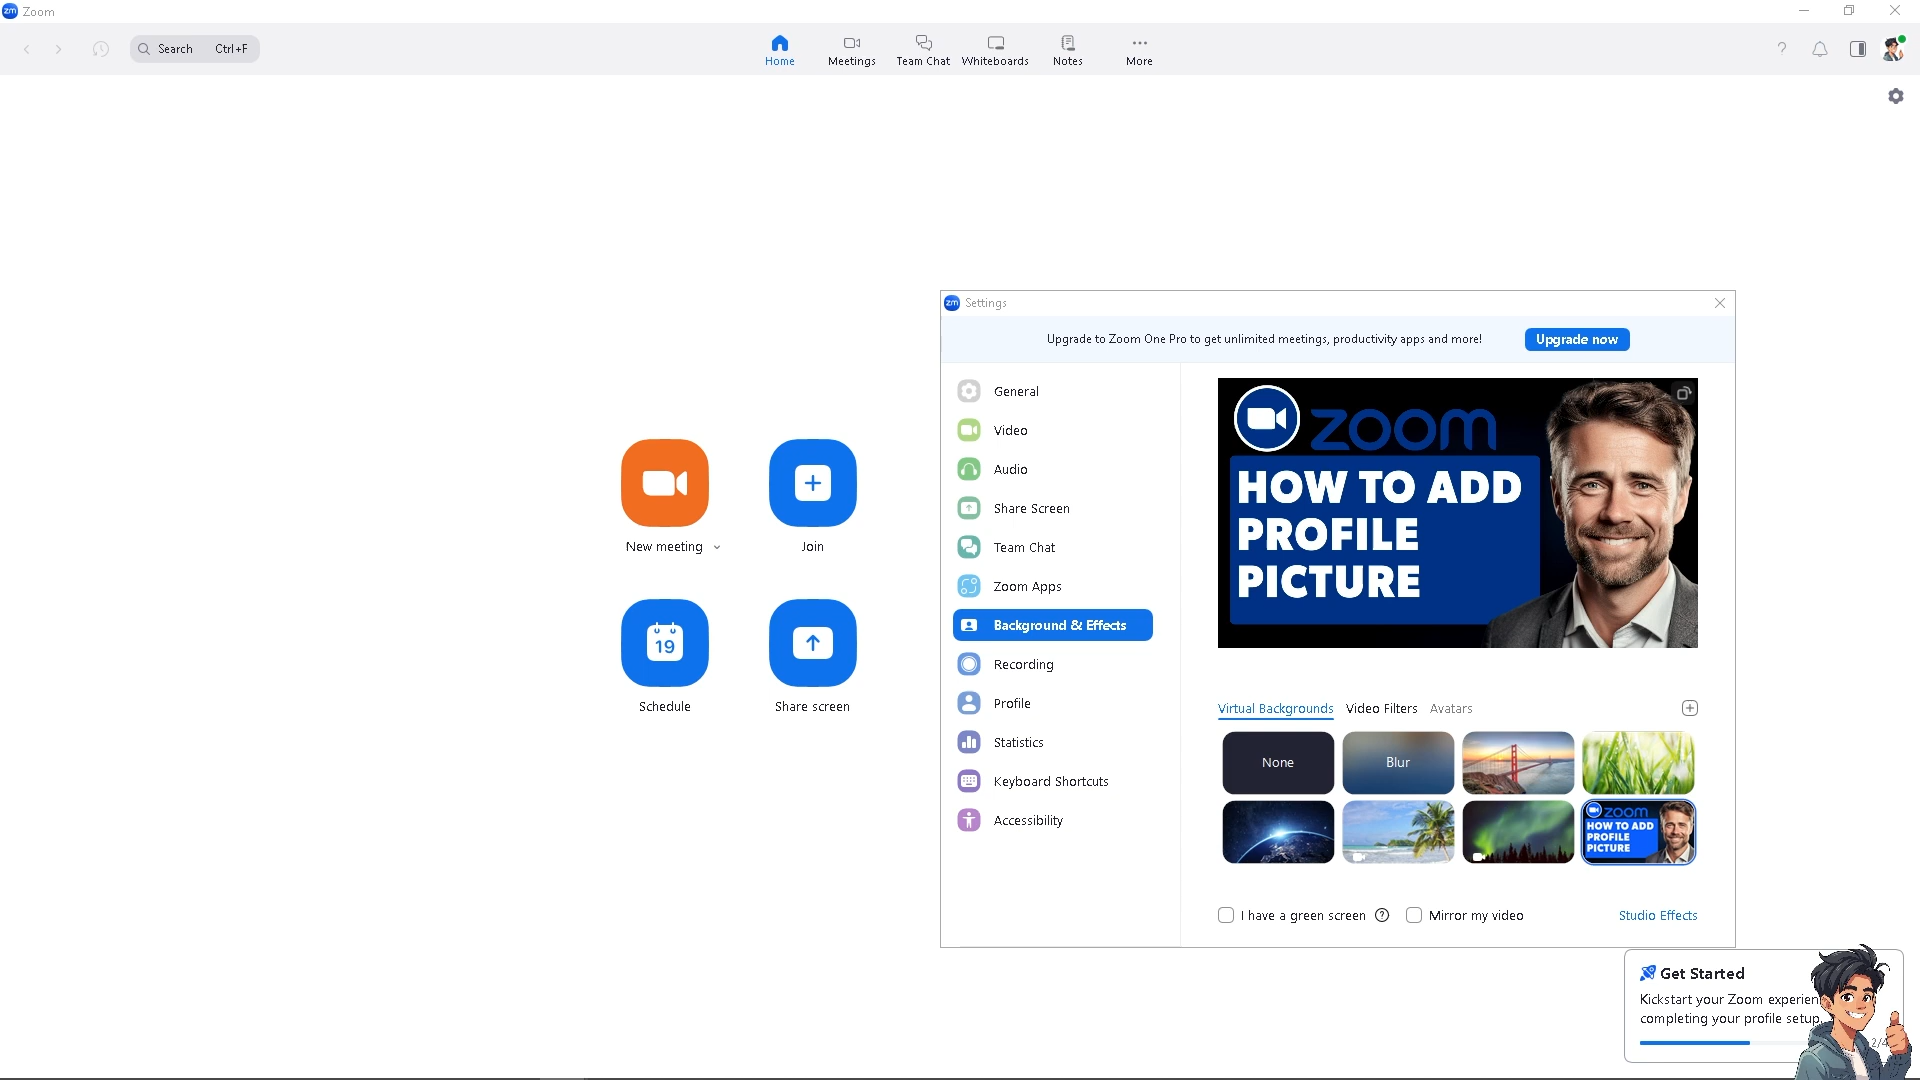 zm Zoom
Search Ctrl+F
Home
Meetings
Team Chat
Whiteboards
Notes
More
New meeting
Join
19
Schedule
Share screen
zm Settings
Upgrade to Zoom One Pro to get unlimited meetings, productivity apps and more!
Upgrade now
General
Video
Audio
Share Screen
Team Chat
Zoom Apps
Background & Effects
Recording
Profile
Statistics
Keyboard Shortcuts
Accessibility
zoom
HOW TO ADD
PROFILE
PICTURE
Virtual Backgrounds Video Filters Avatars
None
Blur
zoom
HOW TO ADD
PROFILE
PICTURE
I have a green screen
Mirror my video
Studio Effects
Get Started
Kickstart your Zoom experien
completing your profile setup.
2/4